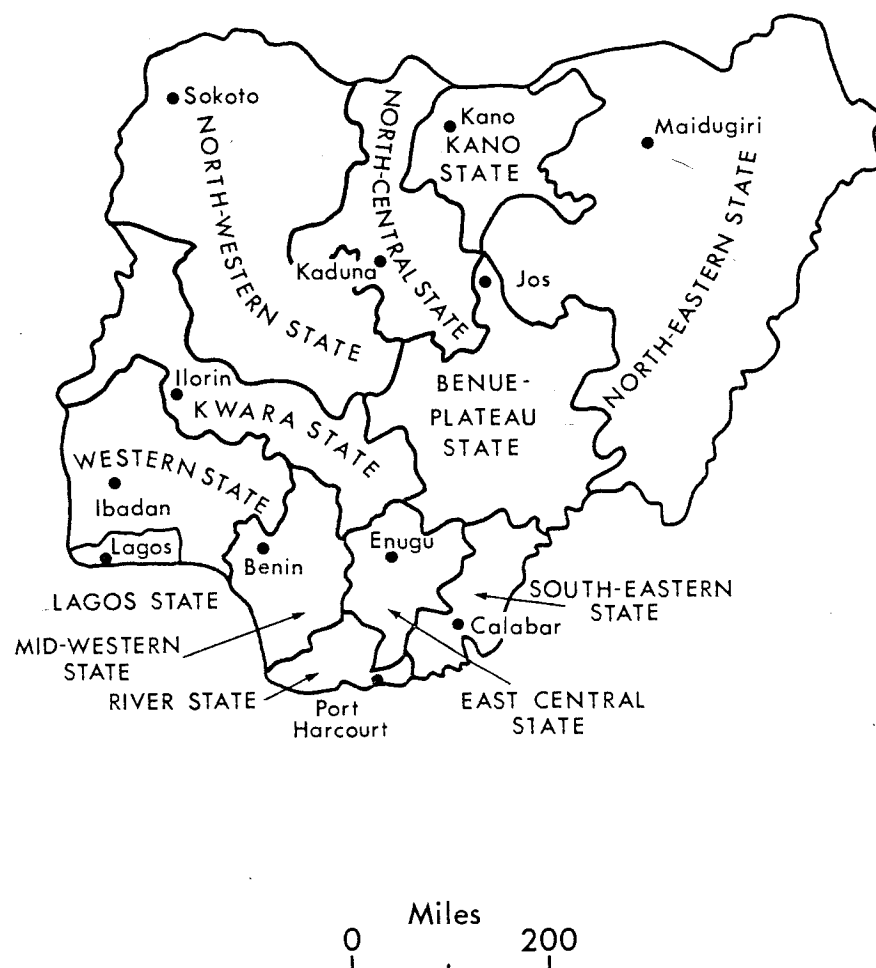 Sokoto
NORTH-WESTERN STATE
NORTH-CENTRAL STATE
Kano
KANO
STATE
Maidugiri
NORTH-EASTERN STATE
Kaduna
Jos
Ilorin
KWARA STATE
BENUE-
PLATEAU
STATE
WESTERN STATE
Ibadan
Lagos
LAGOS STATE
Benin
Enugu
SOUTH-EASTERN
STATE
Calabar
MID-WESTERN
STATE
RIVER STATE
Port
Harcourt
EAST CENTRAL
STATE
Miles
0 200